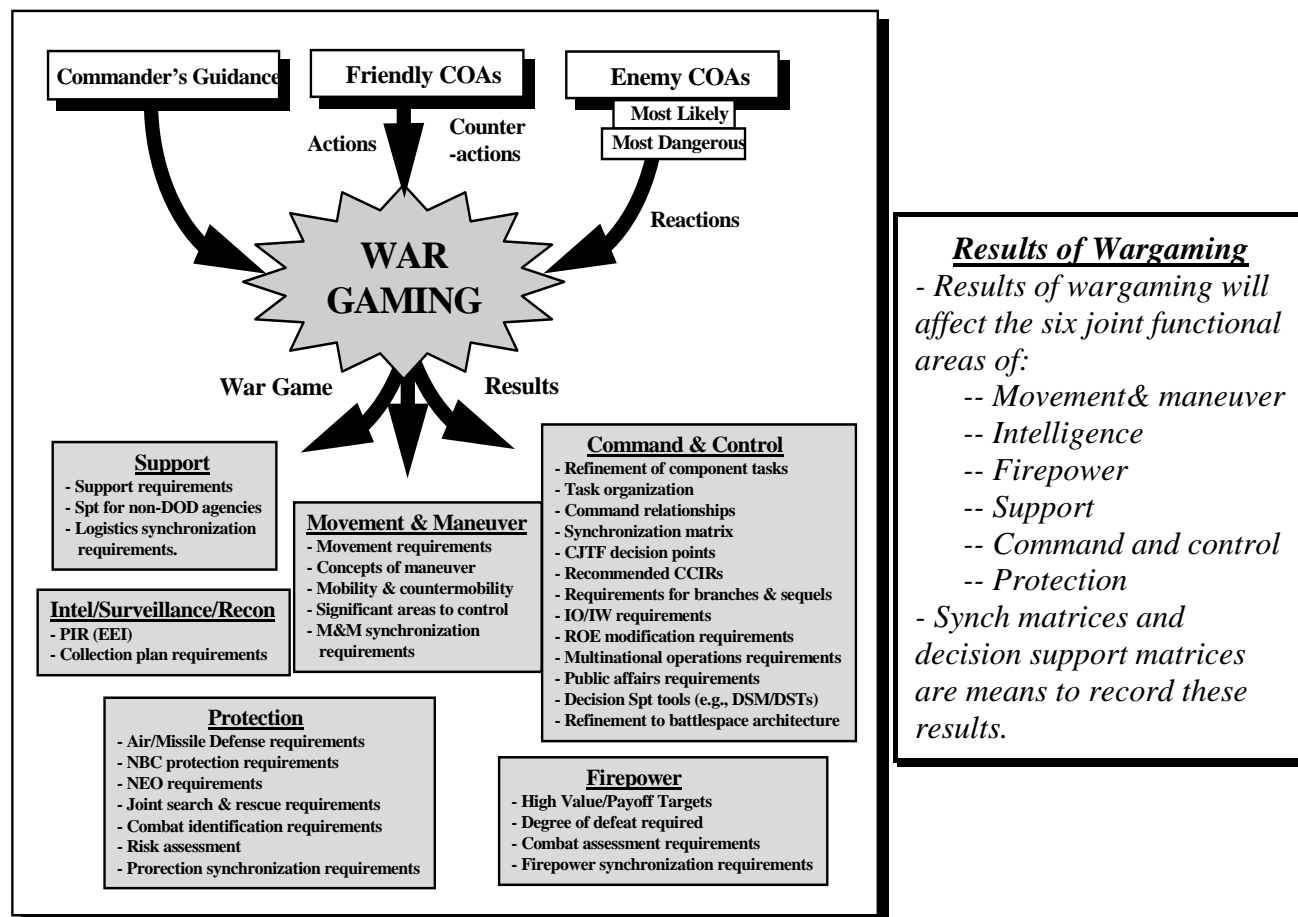 Commander's Guidance
Friendly COAs
Enemy COAs
Most Likely
Most Dangerous
Actions
Counter
-actions
Reactions
WAR
GAMING
War Game
Results
Support
- Support requirements
- Spt for non-DOD agencies
- Logistics synchronization
requirements.
Intel/Surveillance/Recon
- PIR (EEI)
- Collection plan requirements
Movement & Maneuver
- Movement requirements
- Concepts of maneuver
- Mobility & countermobility
- Significant areas to control
- M&M synchronization
requirements
Command & Control
- Refinement of component tasks
- Task organization
- Command relationships
- Synchronization matrix
- CJTF decision points
- Recommended CCIRs
- Requirements for branches & sequels
- IO/IW requirements
- ROE modification requirements
- Multinational operations requirements
- Public affairs requirements
- Decision Spt tools (e.g., DSM/DSTs)
- Refinement to battlespace architecture
Protection
- Air/Missile Defense requirements
- NBC protection requirements
- NEO requirements
- Joint search & rescue requirements
- Combat identification requirements
- Risk assessment
- Prorection synchronization requirements
Firepower
- High Value/Payoff Targets
- Degree of defeat required
- Combat assessment requirements
- Firepower synchronization requirements
Results of Wargaming
- Results of wargaming will
affect the six joint functional
areas of:
-- Movement& maneuver
-- Intelligence
-- Firepower
-- Support
-- Command and control
-- Protection
- Synch matrices and
decision support matrices
are means to record these
results.